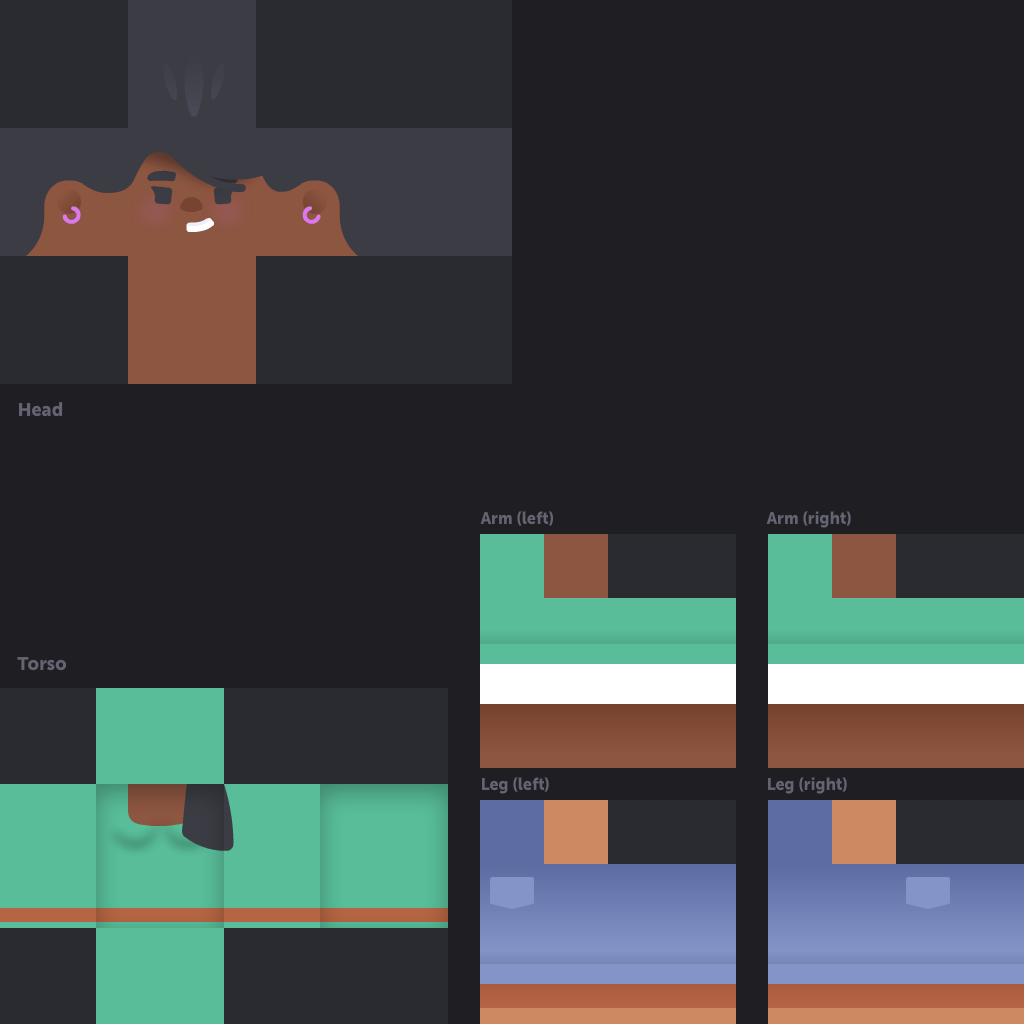 Head
Arm (left)
Arm (right)
Torso
Leg (left)
Leg (right)